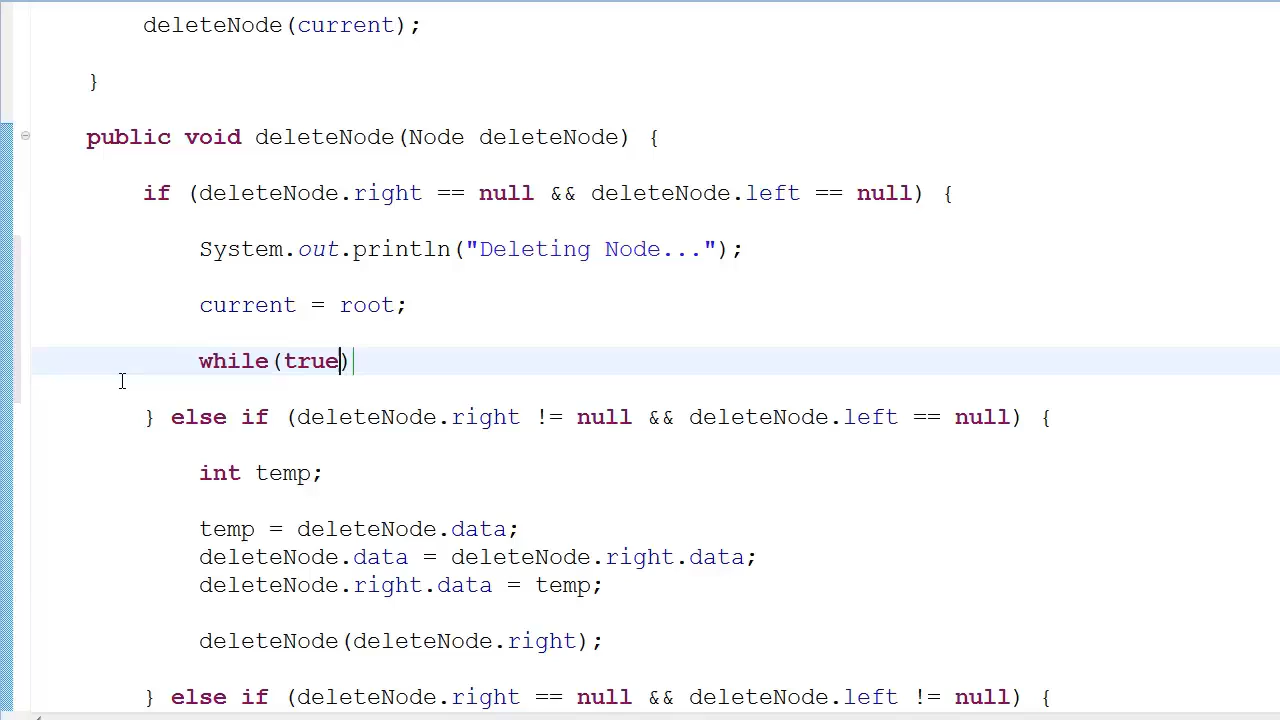 deleteNode(current);
}
public void deleteNode(Node deleteNode) {
if (deleteNode.right == null && deleteNode.left == null) {
System.out.println("Deleting Node...");
current = root;
while(true)
} else if (deleteNode.right != null && deleteNode.left == null) {
int temp;
temp = deleteNode.data;
deleteNode.data = deleteNode.right.data;
deleteNode.right.data = temp;
deleteNode(deleteNode.right);
} else if (deleteNode.right == null && deleteNode.left != null) {